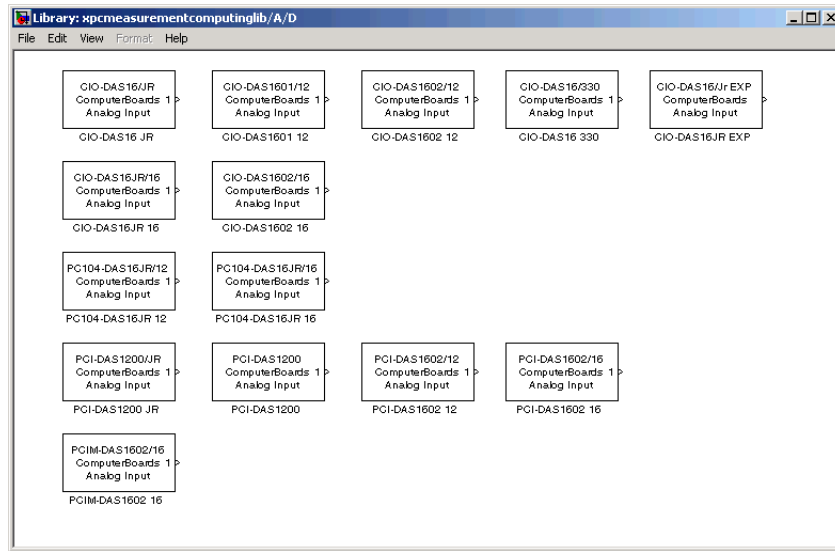 Library: xpcmeasurementcomputinglib/A/D
File Edit View Format Help
CIO-DAS16/JR
ComputerBoards 1
Analog Input
CIO-DAS16 JR
CIO-DAS1601/12
ComputerBoards 1
Analog Input
CIO-DAS1601 12
CIO-DAS1602/12
ComputerBoards 1
Analog Input
CIO-DAS1602 12
CIO-DAS16/330
ComputerBoards 1
Analog Input
CIO-DAS16 330
CIO-DAS16/Jr EXP
ComputerBoards
Analog Input
CIO-DAS16JR EXP
CIO-DAS16JR/16
ComputerBoards 1
Analog Input
CIO-DAS16JR 16
CIO-DAS1602/16
ComputerBoards 1
Analog Input
CIO-DAS1602 16
PC104-DAS16JR/12
ComputerBoards 1
Analog Input
PC104-DAS16JR 12
PC104-DAS16JR/16
ComputerBoards 1
Analog Input
PC104-DAS16JR 16
PCI-DAS1200/JR
ComputerBoards 1
Analog Input
PCI-DAS1200 JR
PCI-DAS1200
ComputerBoards 1
Analog Input
PCI-DAS1200
PCI-DAS1602/12
ComputerBoards 1
Analog Input
PCI-DAS1602 12
PCI-DAS1602/16
ComputerBoards 1
Analog Input
PCI-DAS1602 16
PCIM-DAS1602/16
ComputerBoards 1
Analog Input
PCIM-DAS1602 16